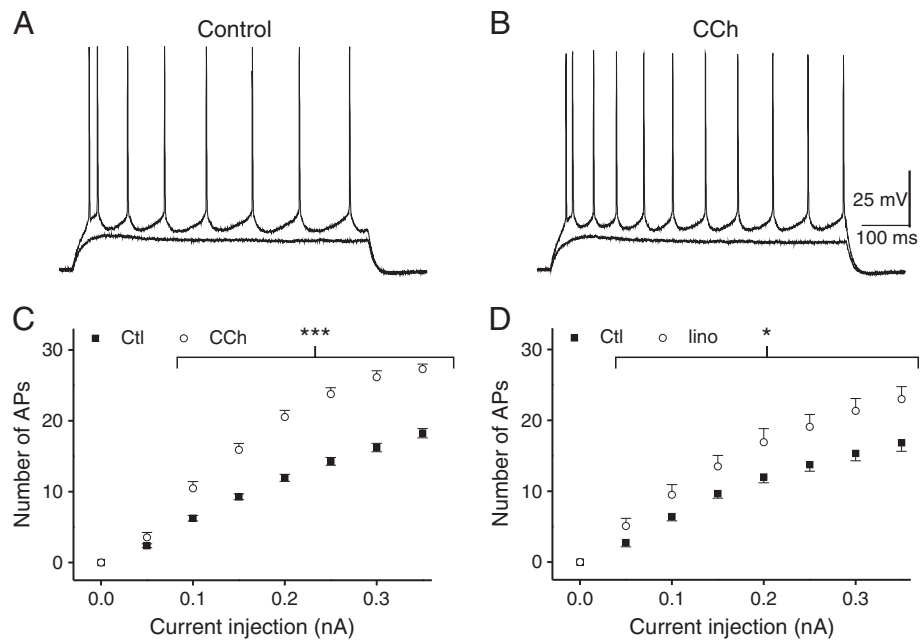 A
Control
B
CCh
25 mV
100 ms
C
Ctl
CCh
***
30
20
10
0
Number of APs
0.0
0.1
0.2
0.3
Current injection (nA)
D
Ctl
lino
*
30
20
10
0
Number of APs
0.0
0.1
0.2
0.3
Current injection (nA)